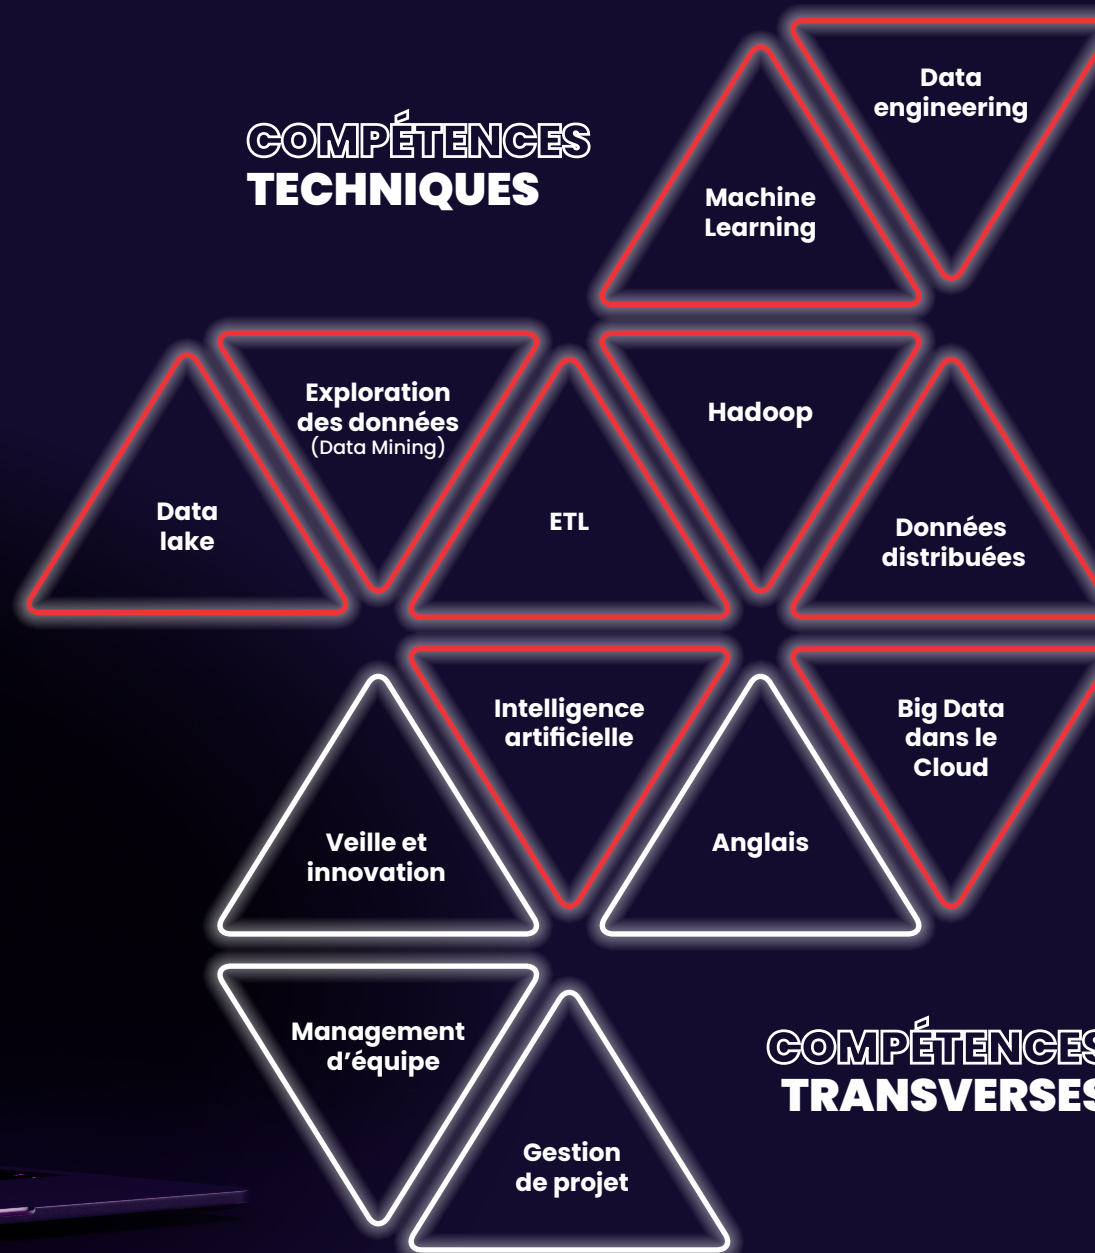 Data
engineering
COMPÉTENCES
TECHNIQUES
Machine
Learning
Exploration
des données
(Data Mining)
Hadoop
Data
lake
ETL
Données
distribuées
Intelligence
artificielle
Big Data
dans le
Cloud
Veille et
innovation
Anglais
Management
d’équipe
COMPÉTENCES
TRANSVERSES
Gestion
de projet